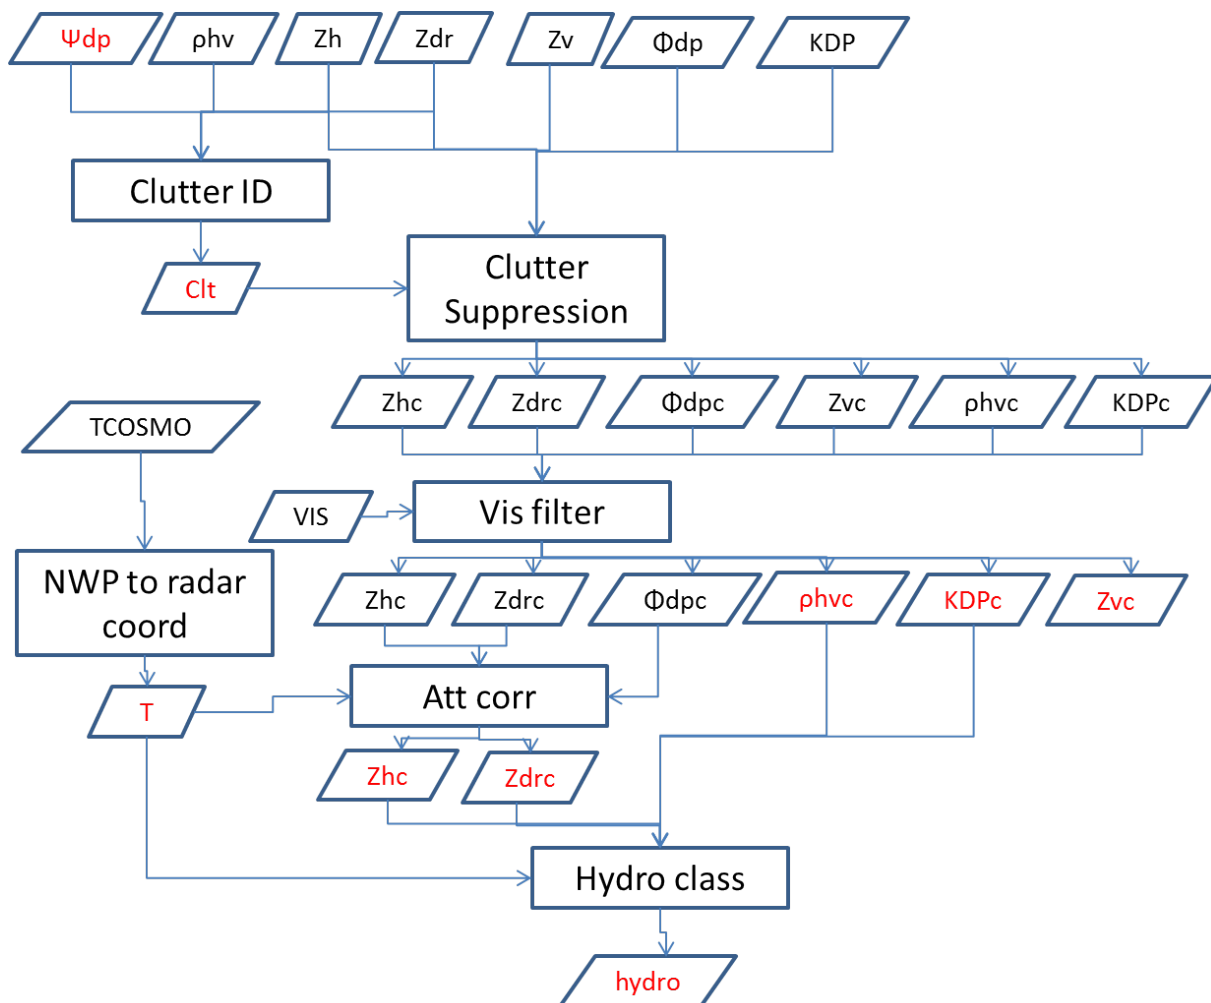 Ψdp
ρhv
Zh
Zdr
Zv
Φdp
KDP
Clutter ID
Clt
Clutter
Suppression
Zhc
Zdrc
Φdpc
Zvc
ρhvc
KDPc
TCOSMO
VIS
Vis filter
NWP to radar
coord
Zhc
Zdrc
Φdpc
ρhvc
KDPc
Zvc
T
Att corr
Zhc
Zdrc
Hydro class
hydro